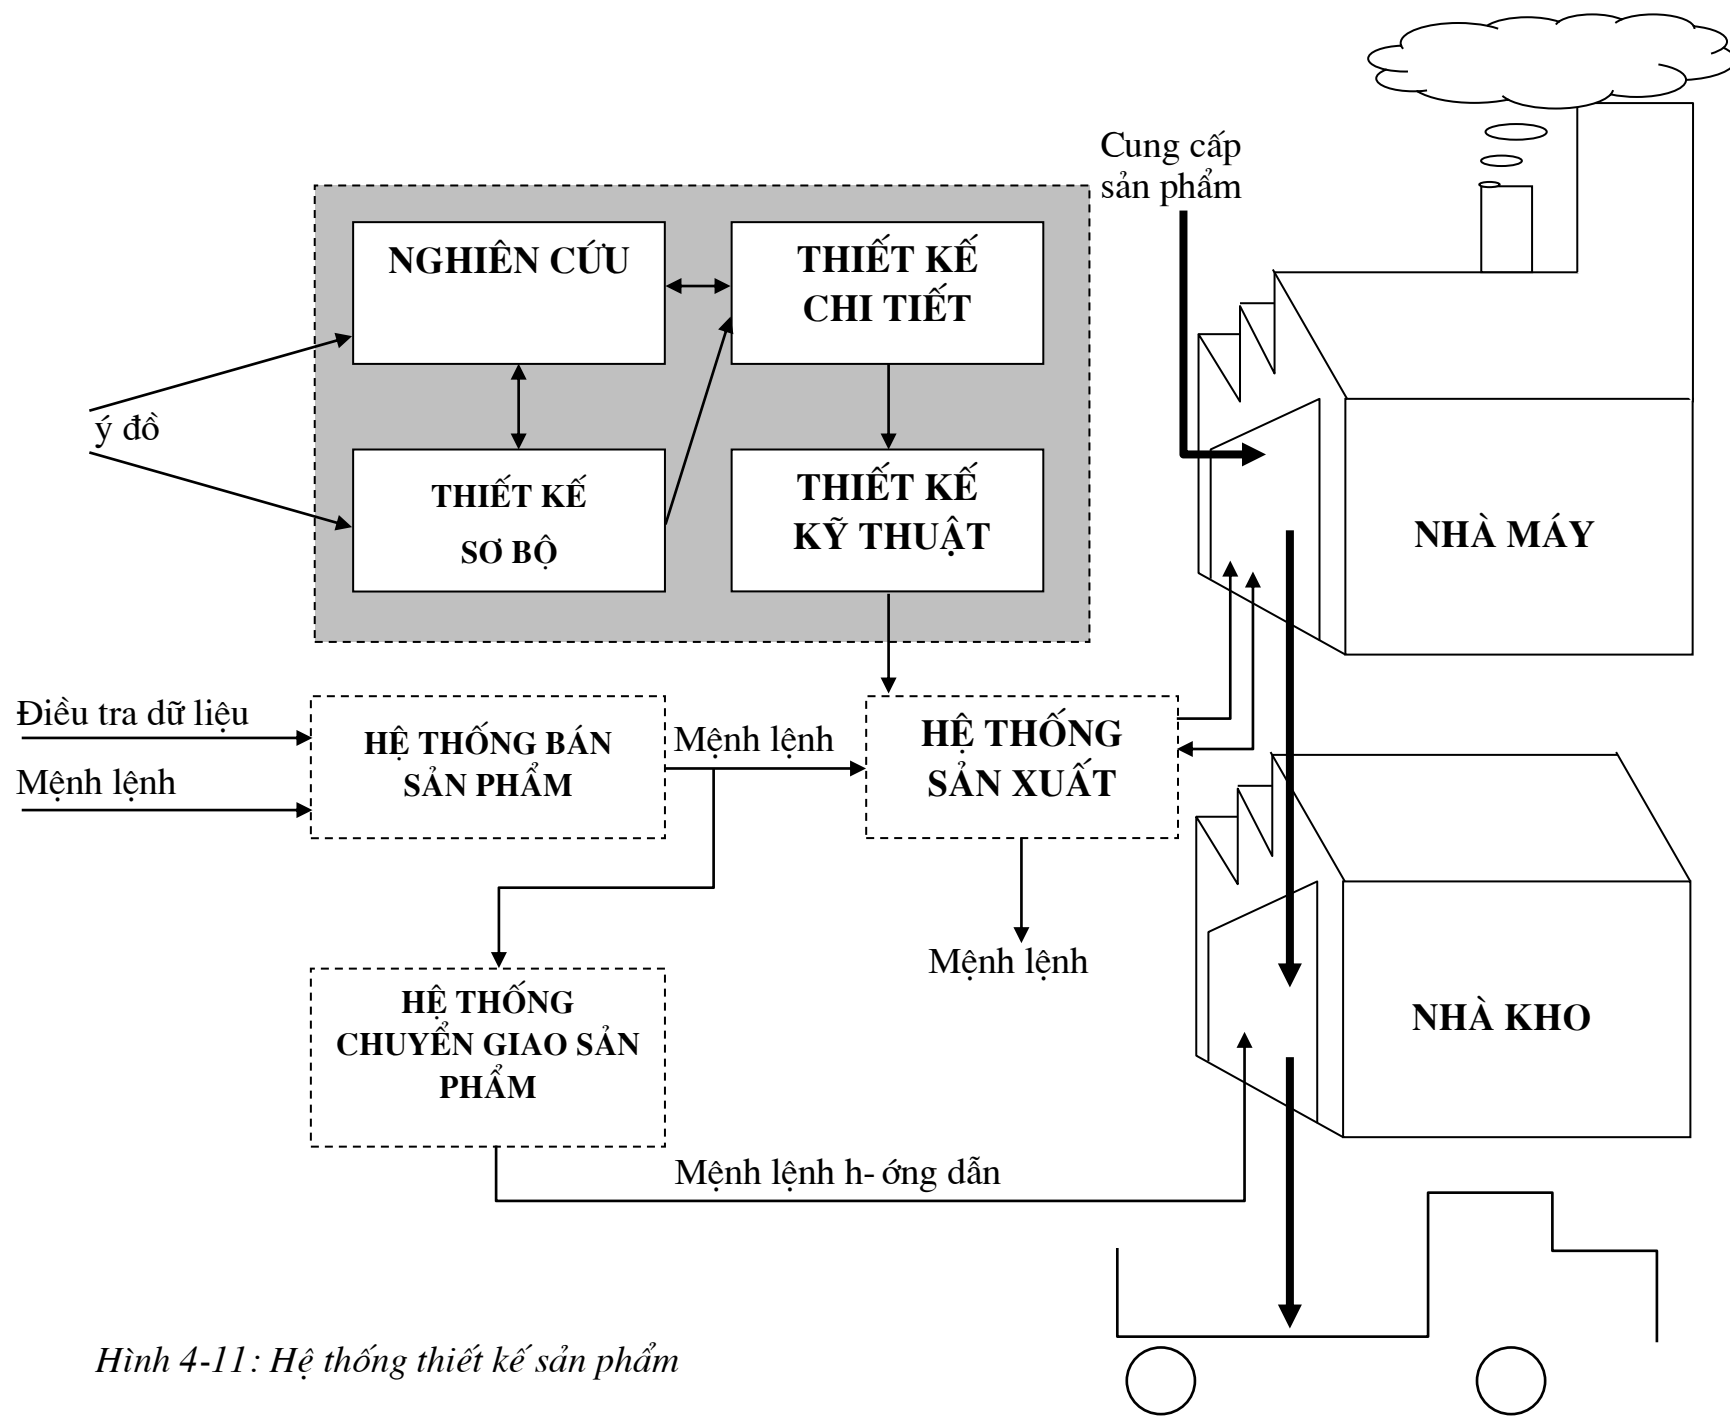 Cung cấp
sản phẩm
NGHIÊN CỨU
THIẾT KẾ
CHI TIẾT
ý đồ
THIẾT KẾ
SƠ BỘ
THIẾT KẾ
KỸ THUẬT
NHÀ MÁY
Điều tra dữ liệu
Mệnh lệnh
HỆ THỐNG BÁN
SẢN PHẨM
Mệnh lệnh
HỆ THỐNG
SẢN XUẤT
Mệnh lệnh
HỆ THỐNG
CHUYỂN GIAO SẢN
PHẨM
NHÀ KHO
Mệnh lệnh h- ớng dẫn
Hình 4-11: Hệ thống thiết kế sản phẩm